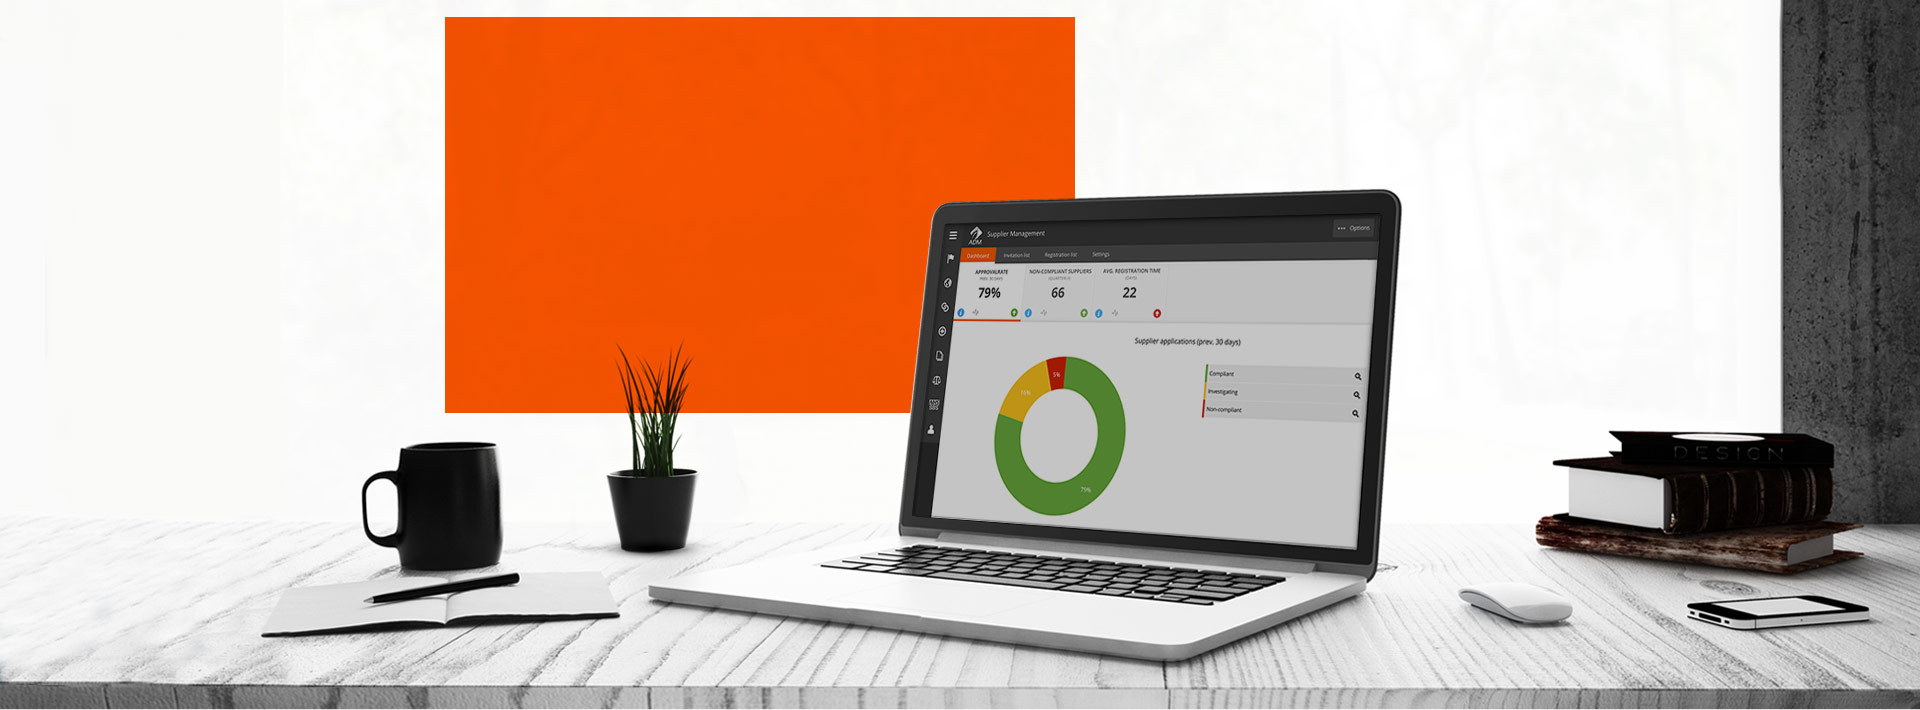 Supplier Management
ADM
Options
Dashboard
Invitation list
Registration list
Settings
APPROVALRATE
PREV. 30 DAYS
79%
NON-COMPLIANT SUPPLIERS
66
AVG. REGISTRATION TIME
(DAYS)
22
Supplier applications (prev. 30 days)
5%
16%
79%
Compliant
Investigating
Non-compliant
DESIGN